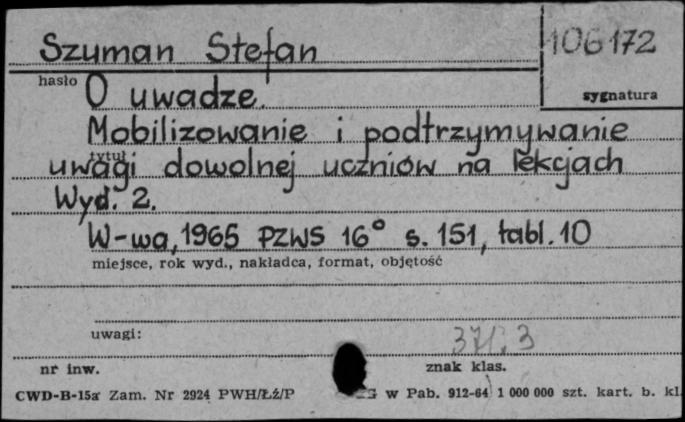 Szuman Stefan
106172
hasło
sygnatura
O uwadze.
Mobilizowanie i podtrzymywanie
tytuł
uwagi dowolnej uczniów na lekcjach
Wyd. 2.
W-wa, 1965 PZWS 16° s. 151, tabl. 10
miejsce, rok wyd., nakładca, format, objętość
uwagi:
371.3
nr inw.
znak klas.
CWD-B-15a Zam. Nr 2924 PWH/Łź/P
w Pab. 912-64 1 000 000 szt. kart. b. kl.